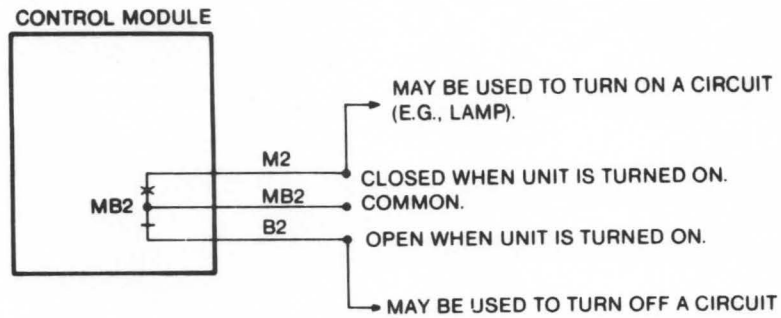 CONTROL MODULE
MAY BE USED TO TURN ON A CIRCUIT
(E.G., LAMP).
M2
CLOSED WHEN UNIT IS TURNED ON.
MB2
MB2
COMMON.
B2
OPEN WHEN UNIT IS TURNED ON.
MAY BE USED TO TURN OFF A CIRCUIT